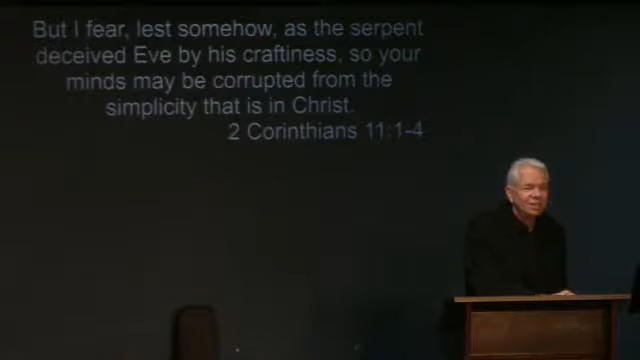 But I fear, lest somehow, as the serpent
deceived Eve by his craftiness, so your
minds may be corrupted from the
simplicity that is in Christ.
2 Corinthians 11:1-4